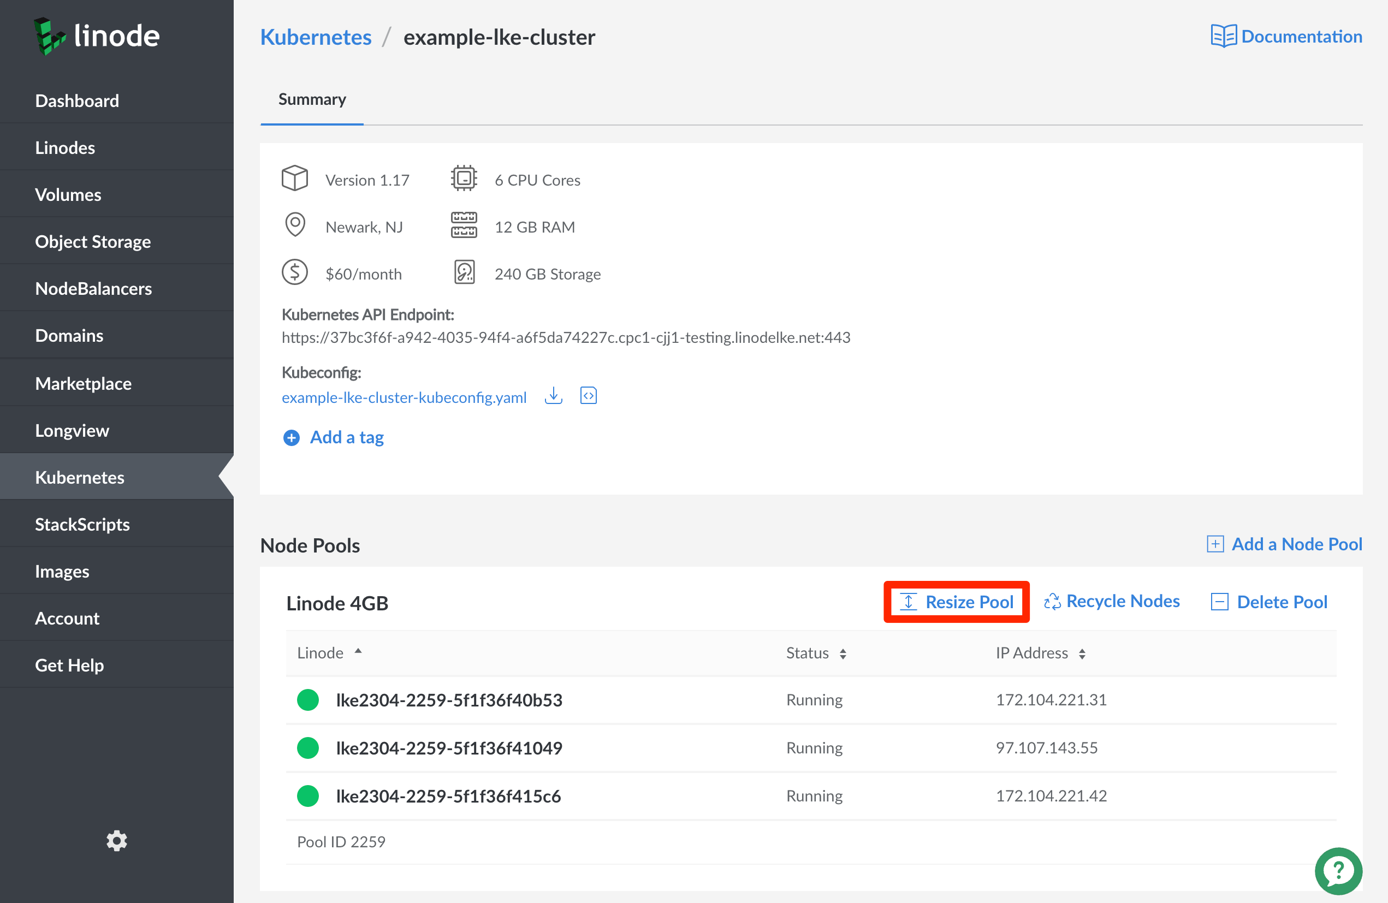 linode
Dashboard
Linodes
Volumes
Object Storage
NodeBalancers
Domains
Marketplace
Longview
Kubernetes
StackScripts
Images
Account
Get Help
Kubernetes / example-lke-cluster
Documentation
Summary
Version 1.17
6 CPU Cores
Newark, NJ
12 GB RAM
$60/month
240 GB Storage
Kubernetes API Endpoint:
https://37bc3f6f-a942-4035-94f4-a6f5da74227c.cpc1-cjj1-testing.linodelke.net:443
Kubeconfig:
example-lke-cluster-kubeconfig.yaml
Add a tag
Node Pools
Add a Node Pool
Linode 4GB
Resize Pool
Recycle Nodes
Delete Pool
Linode Status IP Address
lke2304-2259-5f1f36f40b53 Running 172.104.221.31
lke2304-2259-5f1f36f41049 Running 97.107.143.55
lke2304-2259-5f1f36f415c6 Running 172.104.221.42
Pool ID 2259